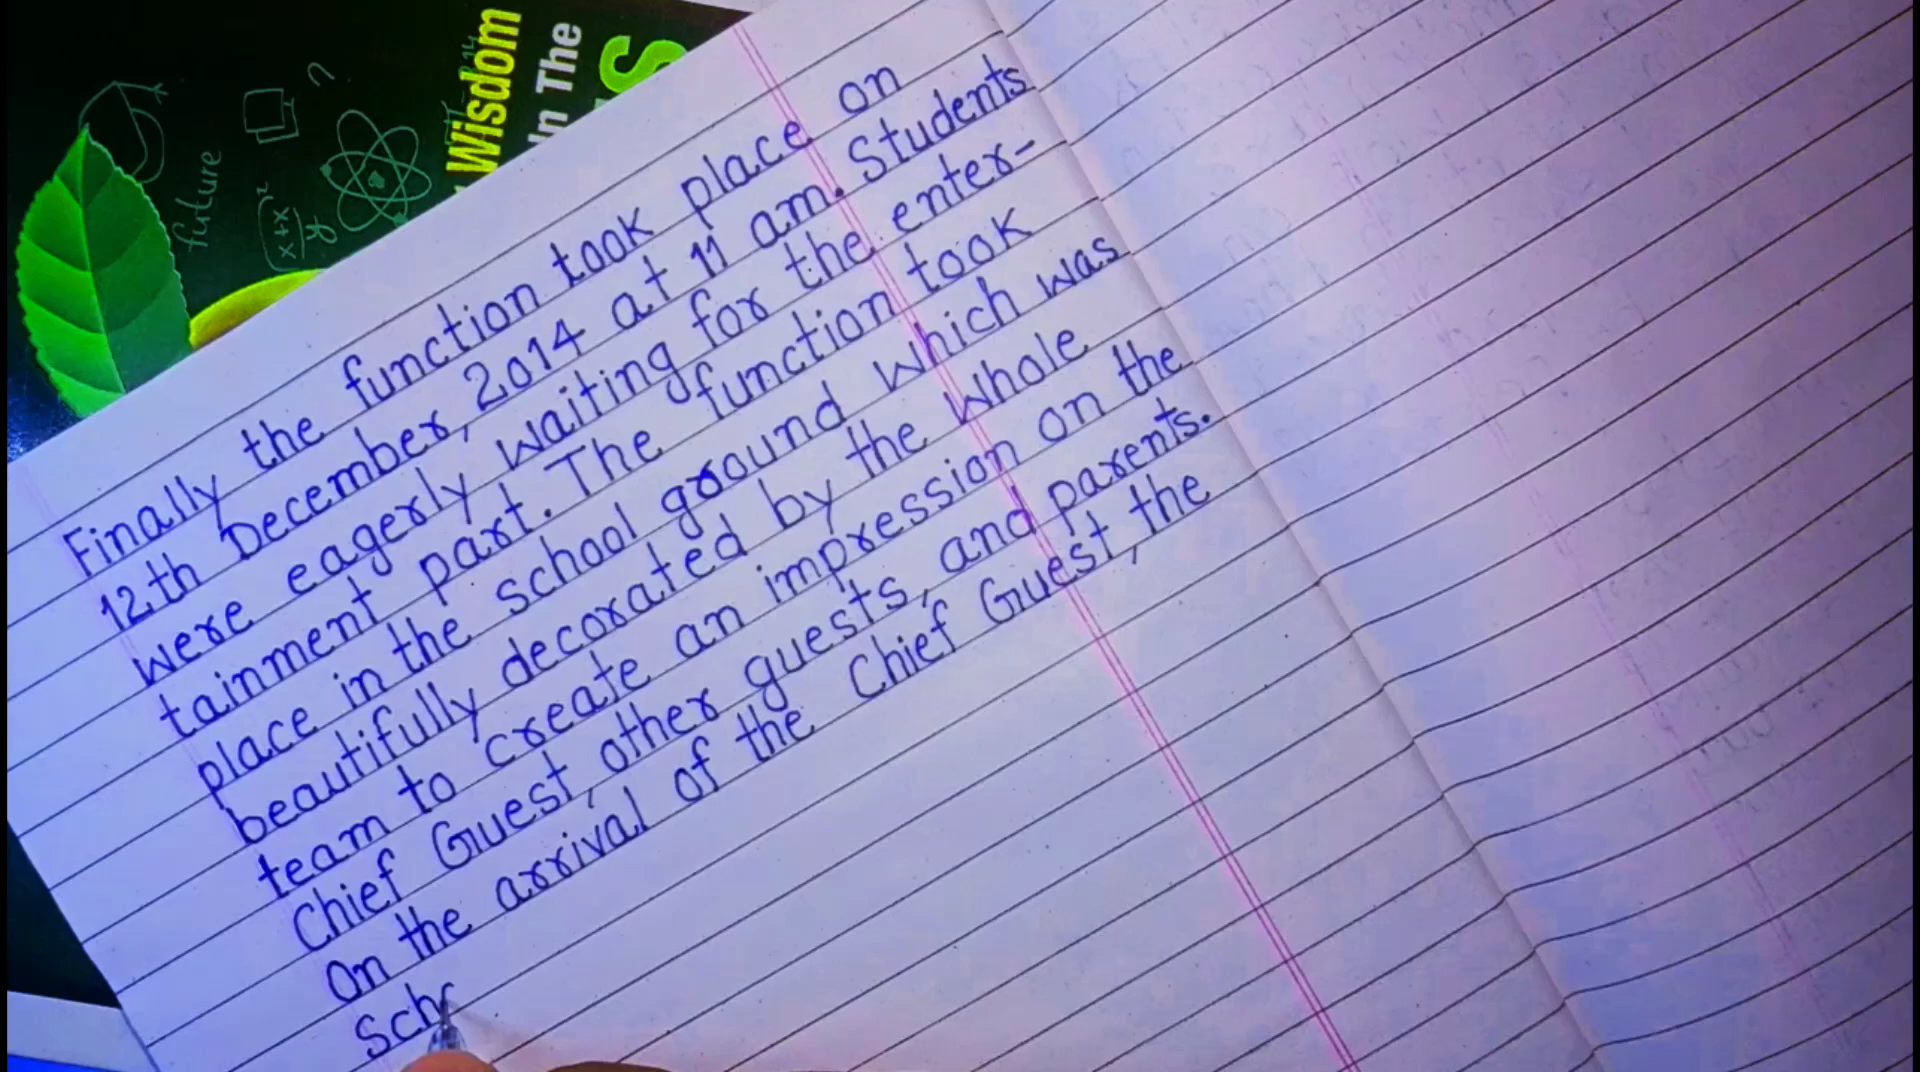 Wisdom
In The
S
future
?
x+x²
y
Finally the function took place on
12th December, 2014 at 11 am. Students
were eagerly waiting for the enter-
tainment part. The function took
place in the school ground which was
beautifully decorated by the whole
team to create an impression on the
Chief Guest, other guests, and parents.
On the arrival of the Chief Guest, the
Scho